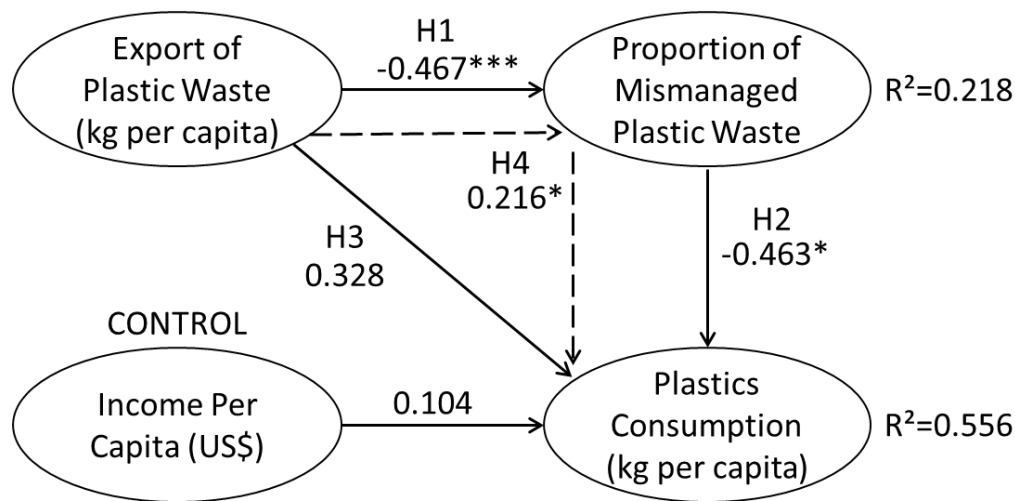 Export of
Plastic Waste
(kg per capita)
H1
-0.467***
Proportion of
Mismanaged
Plastic Waste
R²=0.218
H4
0.216*
H2
-0.463*
H3
0.328
CONTROL
Income Per
Capita (US$)
0.104
Plastics
Consumption
(kg per capita)
R²=0.556